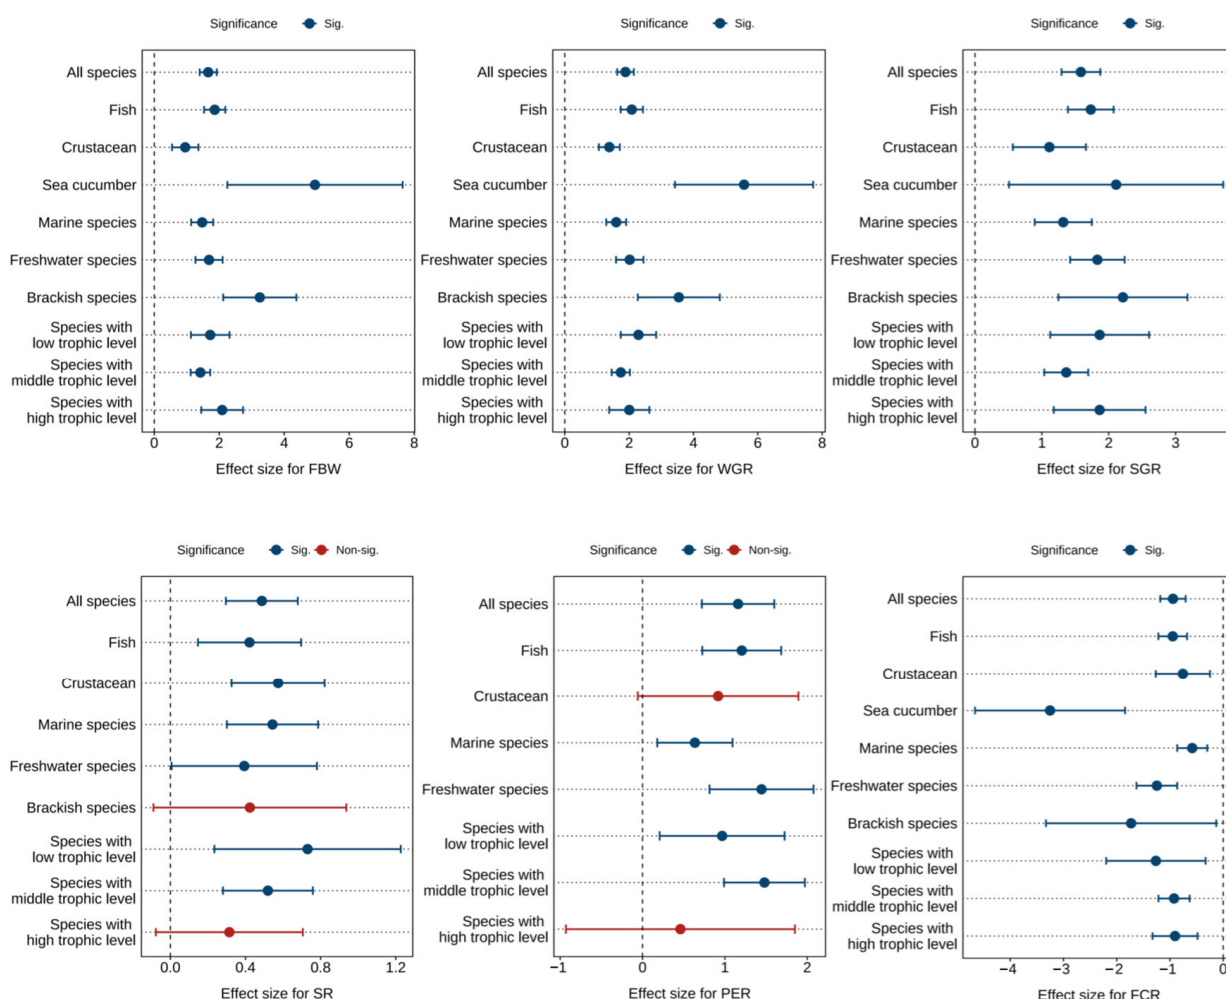 Significance Sig.
All species
Fish
Crustacean
Sea cucumber
Marine species
Freshwater species
Brackish species
Species with
low trophic level
Species with
middle trophic level
Species with
high trophic level
0 2 4 6 8
Effect size for FBW
Significance Sig.
All species
Fish
Crustacean
Sea cucumber
Marine species
Freshwater species
Brackish species
Species with
low trophic level
Species with
middle trophic level
Species with
high trophic level
0 2 4 6 8
Effect size for WGR
Significance Sig.
All species
Fish
Crustacean
Sea cucumber
Marine species
Freshwater species
Brackish species
Species with
low trophic level
Species with
middle trophic level
Species with
high trophic level
0 1 2 3
Effect size for SGR
Significance Sig. Non-sig.
All species
Fish
Crustacean
Marine species
Freshwater species
Brackish species
Species with
low trophic level
Species with
middle trophic level
Species with
high trophic level
0.0 0.4 0.8 1.2
Effect size for SR
Significance Sig. Non-sig.
All species
Fish
Crustacean
Marine species
Freshwater species
Species with
low trophic level
Species with
middle trophic level
Species with
high trophic level
−1 0 1 2
Effect size for PER
Significance Sig.
All species
Fish
Crustacean
Sea cucumber
Marine species
Freshwater species
Brackish species
Species with
low trophic level
Species with
middle trophic level
Species with
high trophic level
−4 −3 −2 −1 0
Effect size for FCR